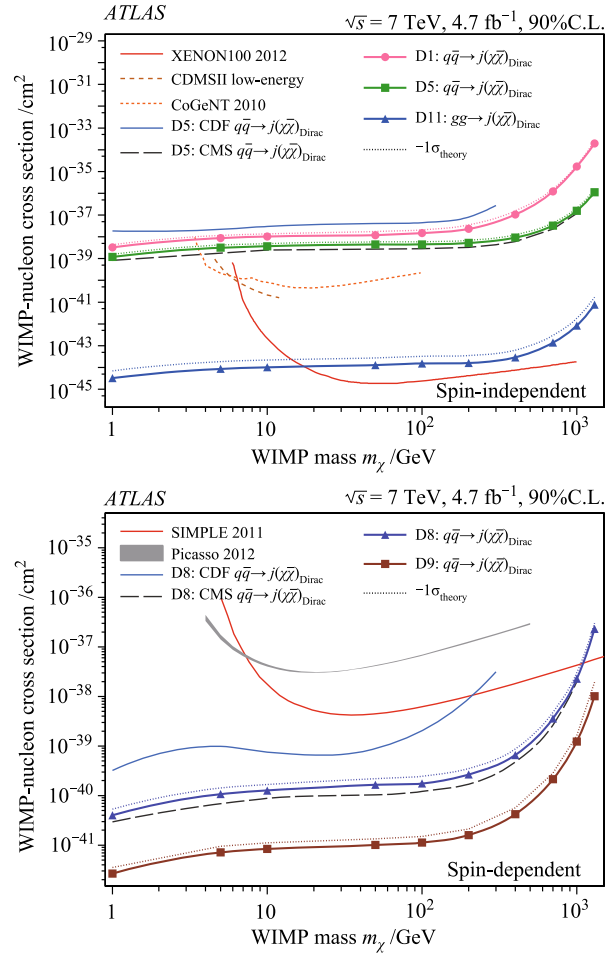 ATLAS
√s = 7 TeV, 4.7 fb⁻¹, 90%C.L.
WIMP-nucleon cross section /cm²
10⁻²⁹
10⁻³¹
10⁻³³
10⁻³⁵
10⁻³⁷
10⁻³⁹
10⁻⁴¹
10⁻⁴³
10⁻⁴⁵
XENON100 2012
CDMSII low-energy
CoGeNT 2010
D5: CDF qq̄→ j(χχ̄)Dirac
D5: CMS qq̄→ j(χχ̄)Dirac
D1: qq̄→ j(χχ̄)Dirac
D5: qq̄→ j(χχ̄)Dirac
D11: gg→ j(χχ̄)Dirac
−1σtheory
Spin-independent
1 10 10² 10³
WIMP mass mχ /GeV
ATLAS
√s = 7 TeV, 4.7 fb⁻¹, 90%C.L.
WIMP-nucleon cross section /cm²
10⁻³⁵
10⁻³⁶
10⁻³⁷
10⁻³⁸
10⁻³⁹
10⁻⁴⁰
10⁻⁴¹
SIMPLE 2011
Picasso 2012
D8: CDF qq̄→ j(χχ̄)Dirac
D8: CMS qq̄→ j(χχ̄)Dirac
D8: qq̄→ j(χχ̄)Dirac
D9: qq̄→ j(χχ̄)Dirac
−1σtheory
Spin-dependent
1 10 10² 10³
WIMP mass mχ /GeV